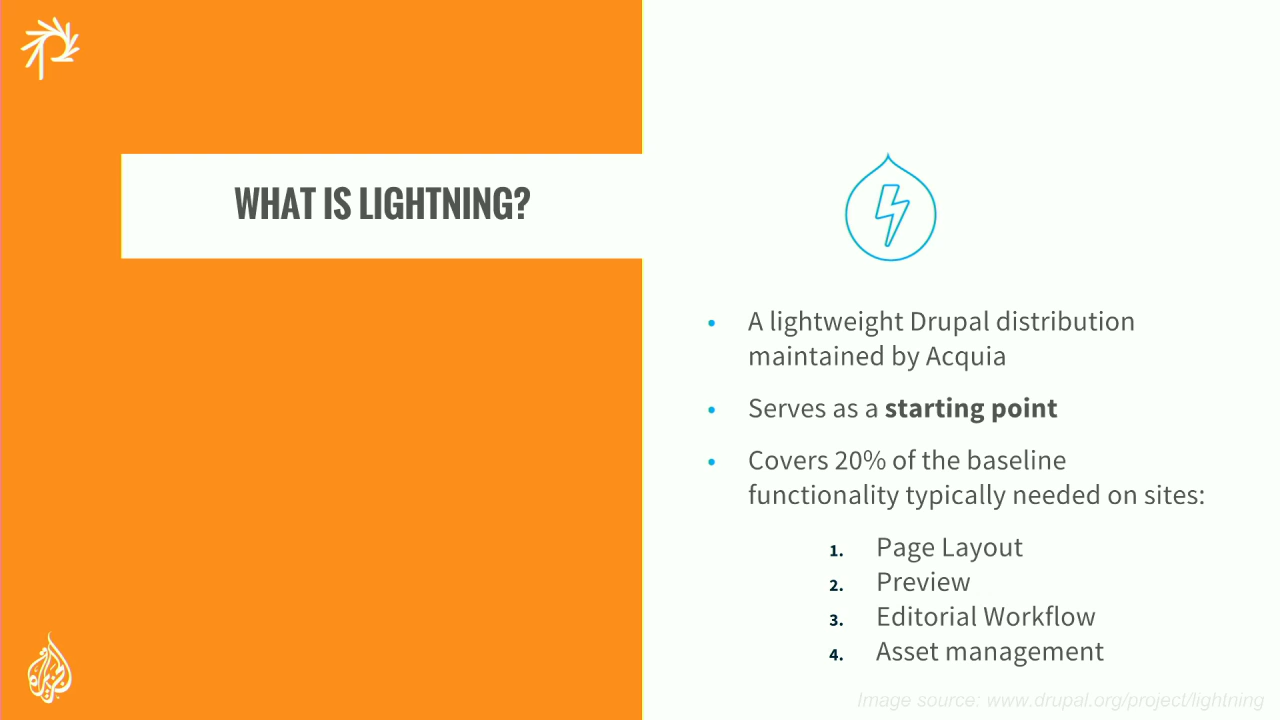 WHAT IS LIGHTNING?
• A lightweight Drupal distribution
maintained by Acquia
• Serves as a starting point
• Covers 20% of the baseline
functionality typically needed on sites:
1. Page Layout
2. Preview
3. Editorial Workflow
4. Asset management
Image source: www.drupal.org/project/lightning
الجزيرة